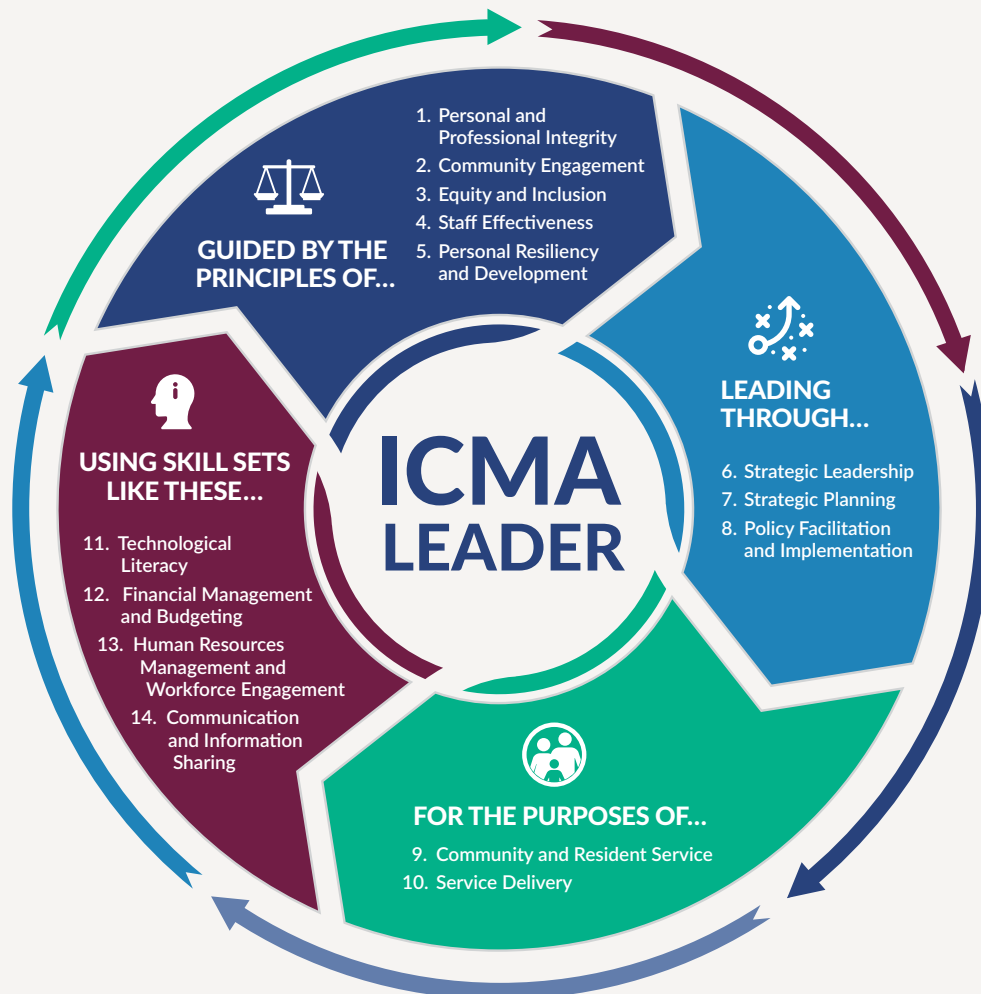 GUIDED BY THE
PRINCIPLES OF...
1. Personal and
Professional Integrity
2. Community Engagement
3. Equity and Inclusion
4. Staff Effectiveness
5. Personal Resiliency
and Development
LEADING
THROUGH...
6. Strategic Leadership
7. Strategic Planning
8. Policy Facilitation
and Implementation
FOR THE PURPOSES OF...
9. Community and Resident Service
10. Service Delivery
USING SKILL SETS
LIKE THESE...
11. Technological
Literacy
12. Financial Management
and Budgeting
13. Human Resources
Management and
Workforce Engagement
14. Communication
and Information
Sharing
ICMA
LEADER